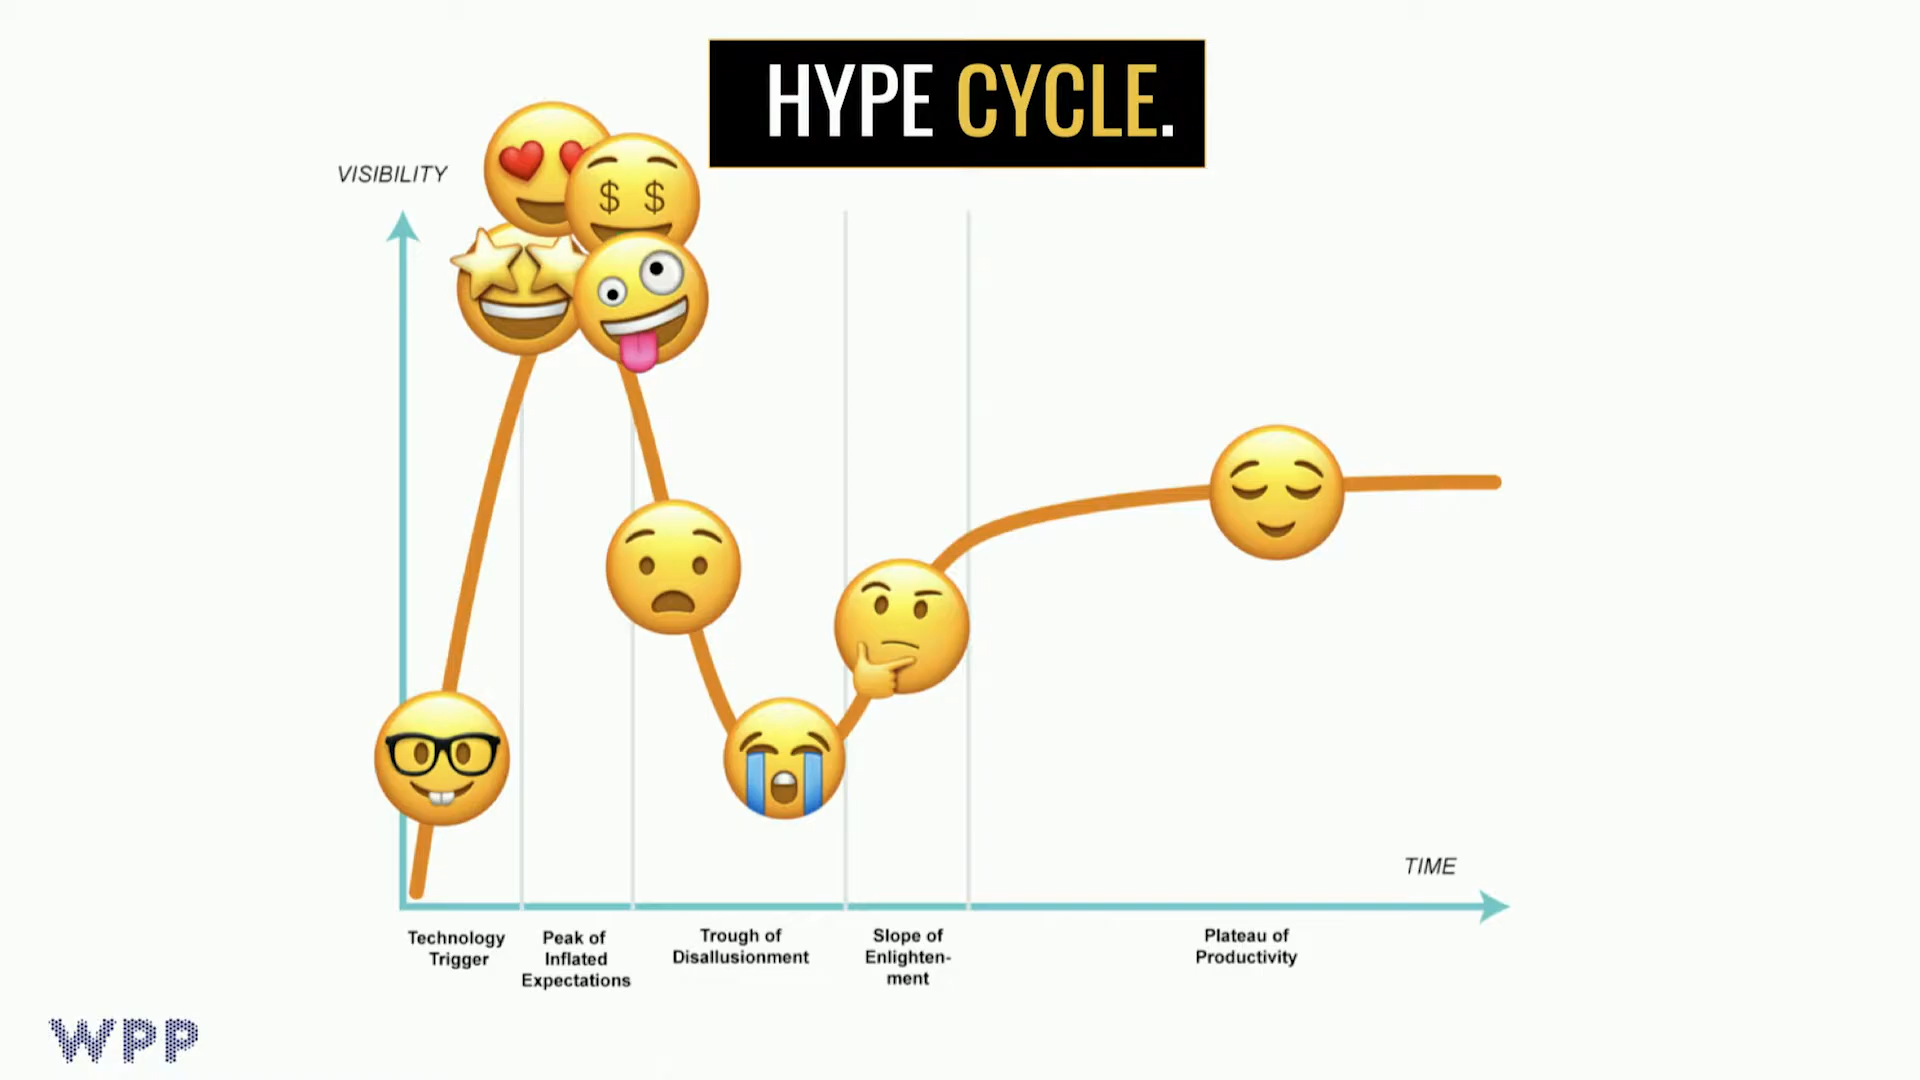 HYPE CYCLE.
VISIBILITY
$ $
TIME
Technology
Trigger
Peak of
Inflated
Expectations
Trough of
Disallusionment
Slope of
Enlighten-
ment
Plateau of
Productivity
WPP